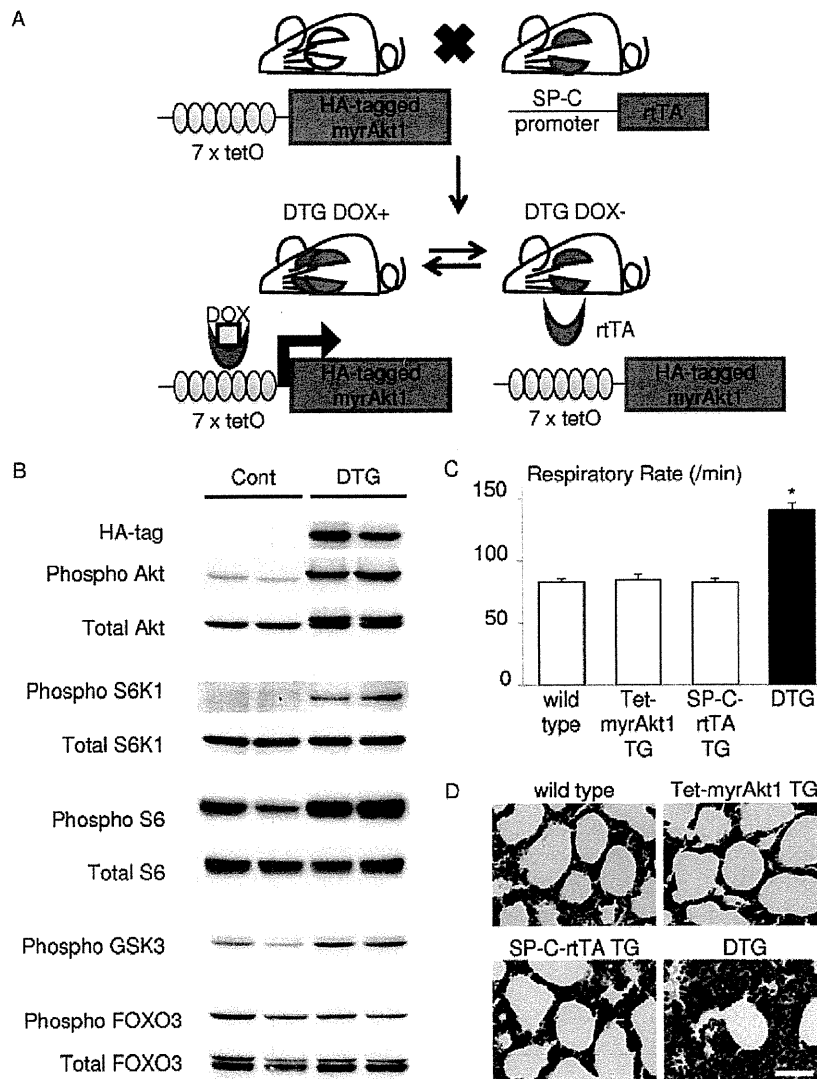 A
HA-tagged
myrAkt1
7 x tetO
SP-C
promoter
rtTA
DTG DOX+
DTG DOX-
DOX
rtTA
HA-tagged
myrAkt1
7 x tetO
HA-tagged
myrAkt1
7 x tetO
B
Cont
DTG
HA-tag
Phospho Akt
Total Akt
Phospho S6K1
Total S6K1
Phospho S6
Total S6
Phospho GSK3
Phospho FOXO3
Total FOXO3
C
Respiratory Rate (/min)
150
100
50
0
*
wild
type
Tet-
myrAkt1
TG
SP-C-
rtTA
TG
DTG
D
wild type
Tet-myrAkt1 TG
SP-C-rtTA TG
DTG